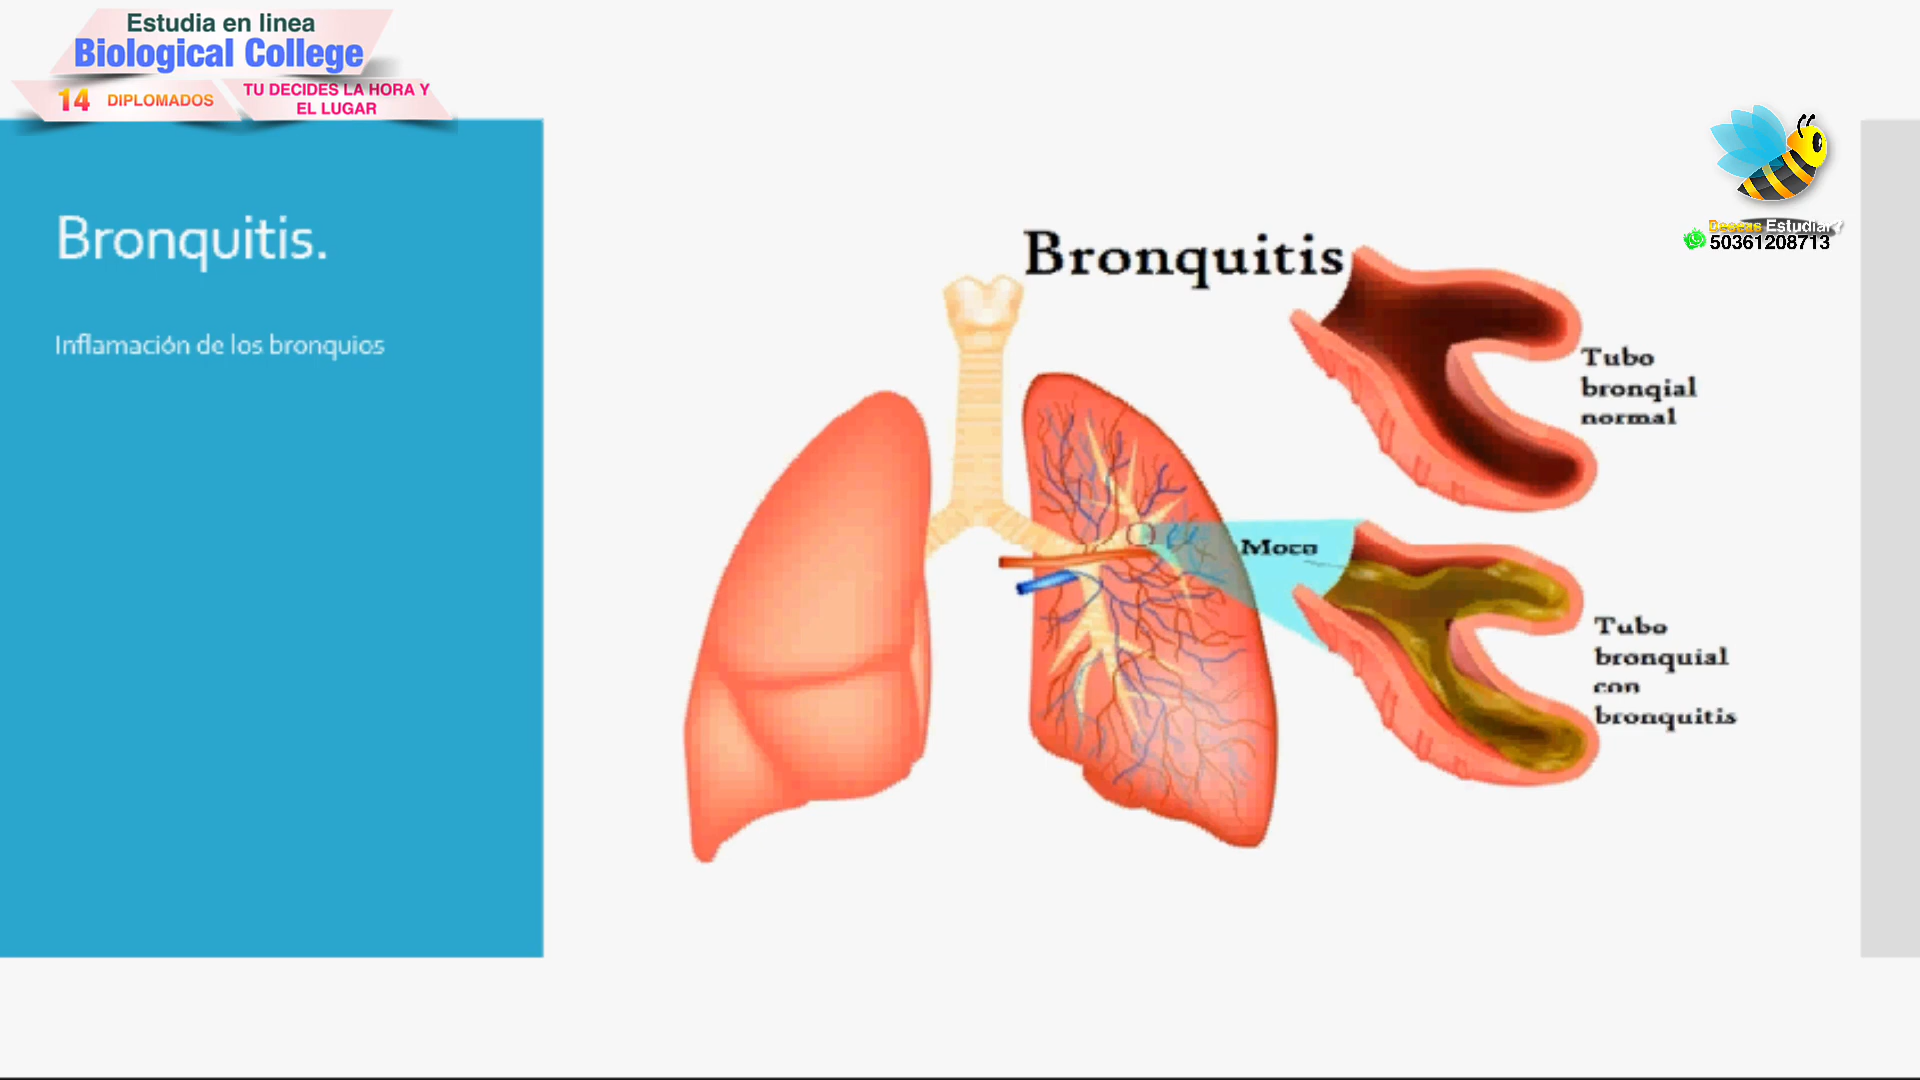 Estudia en linea
Biological College
14 DIPLOMADOS
TU DECIDES LA HORA Y
EL LUGAR
Bronquitis.
Inflamación de los bronquios
Bronquitis
Tubo
bronqial
normal
Moco
Tubo
bronquial
con
bronquitis
Deseas Estudiar?
50361208713